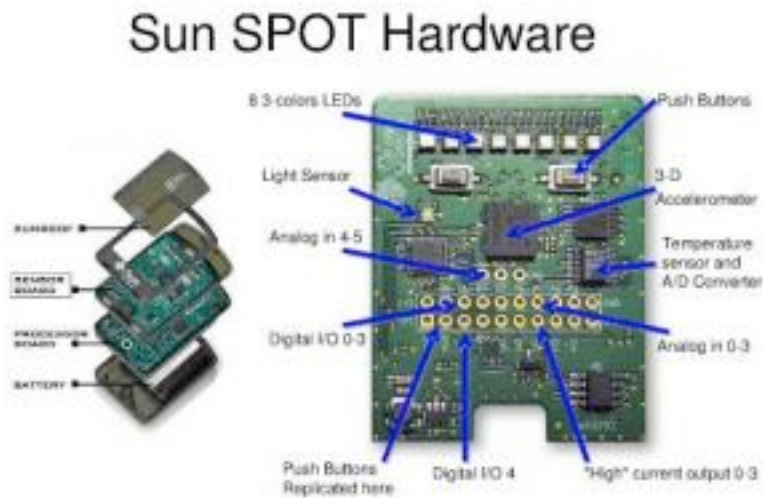 Sun SPOT Hardware
8 3-colors LEDs
Push Buttons
Light Sensor
3-D
Accelerometer
Analog in 4-5
SUNROOF
Temperature
sensor and
A/D Converter
SENSOR
BOARD
PROCESSOR
BOARD
Digital I/O 0-3
Analog in 0-3
BATTERY
Push Buttons
Replicated here
Digital I/O 4
"High" current output 0-3